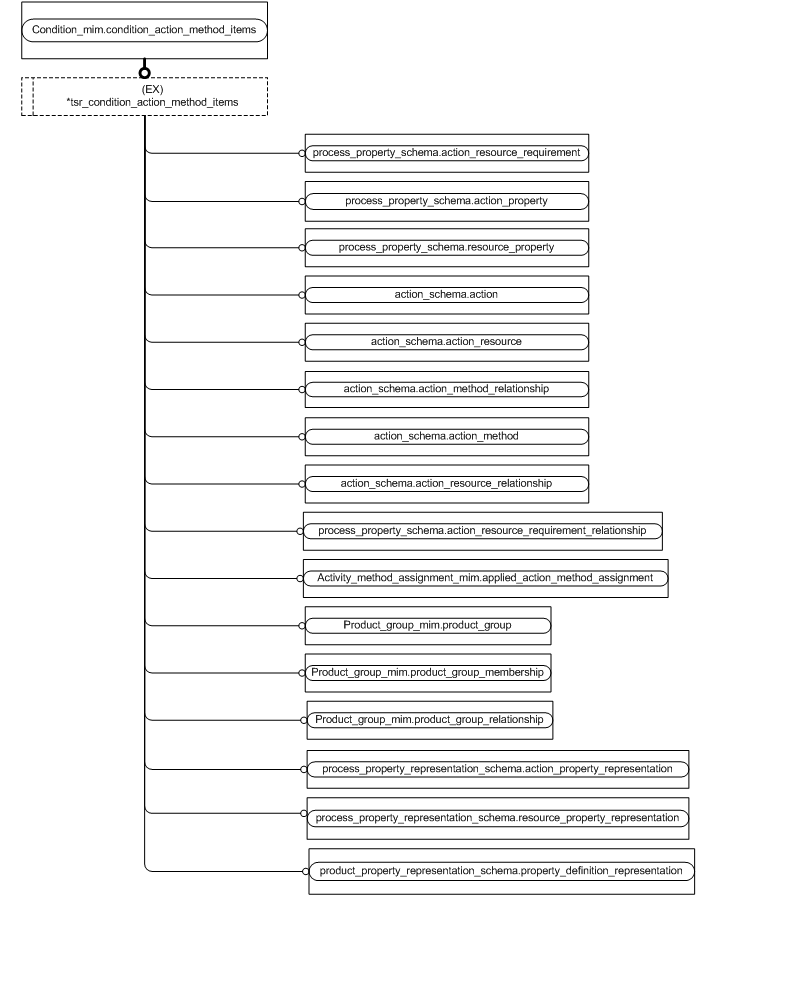 Condition_mim.condition_action_method_items
(EX)
*tsr_condition_action_method_items
process_property_schema.action_resource_requirement
process_property_schema.action_property
process_property_schema.resource_property
action_schema.action
action_schema.action_resource
action_schema.action_method_relationship
action_schema.action_method
action_schema.action_resource_relationship
process_property_schema.action_resource_requirement_relationship
Activity_method_assignment_mim.applied_action_method_assignment
Product_group_mim.product_group
Product_group_mim.product_group_membership
Product_group_mim.product_group_relationship
process_property_representation_schema.action_property_representation
process_property_representation_schema.resource_property_representation
product_property_representation_schema.property_definition_representation